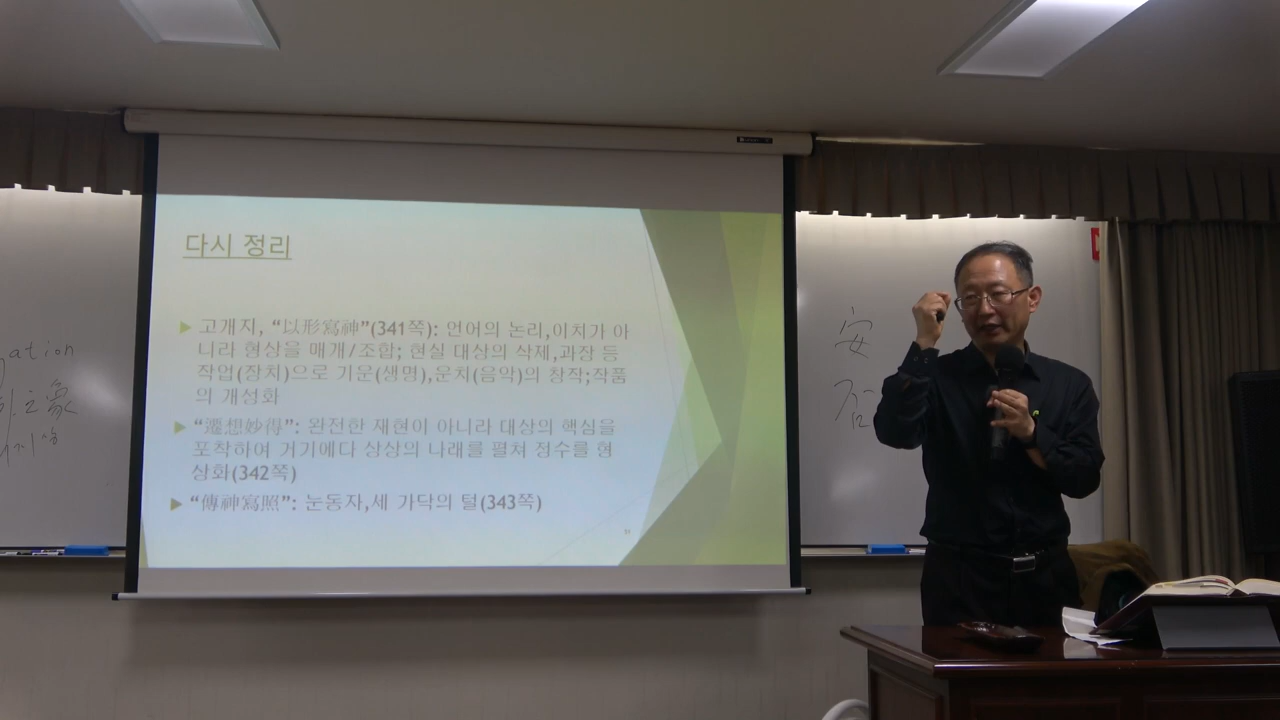 다시 정리
고개지, “以形寫神”(341쪽): 언어의 논리,이치가 아
니라 형상을 매개/조합; 현실 대상의 삭제,과장 등
작업(장치)으로 기운(생명),운치(음악)의 창작;작품
의 개성화
“遷想妙得”: 완전한 재현이 아니라 대상의 핵심을
포착하여 거기에다 상상의 나래를 펼쳐 정수를 형
상화(342쪽)
“傳神寫照”: 눈동자,세 가닥의 털(343쪽)
gation
之象
지상
安